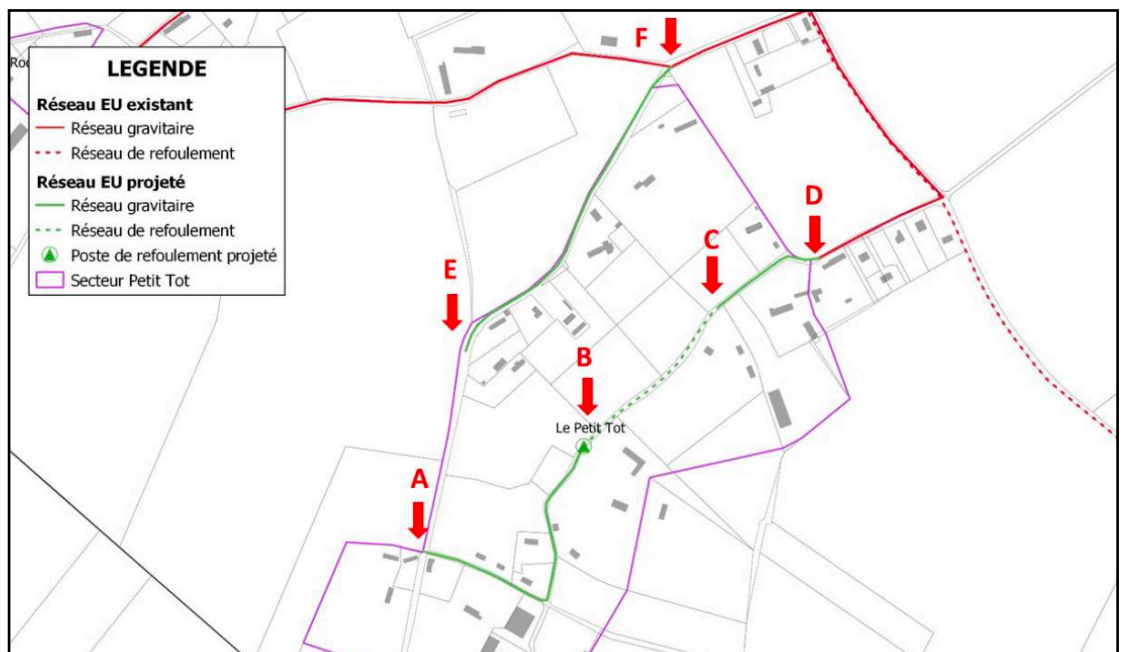 F
Roc
LEGENDE
Réseau EU existant
Réseau gravitaire
Réseau de refoulement
Réseau EU projeté
Réseau gravitaire
Réseau de refoulement
Poste de refoulement projeté
Secteur Petit Tot
D
C
E
B
Le Petit Tot
A